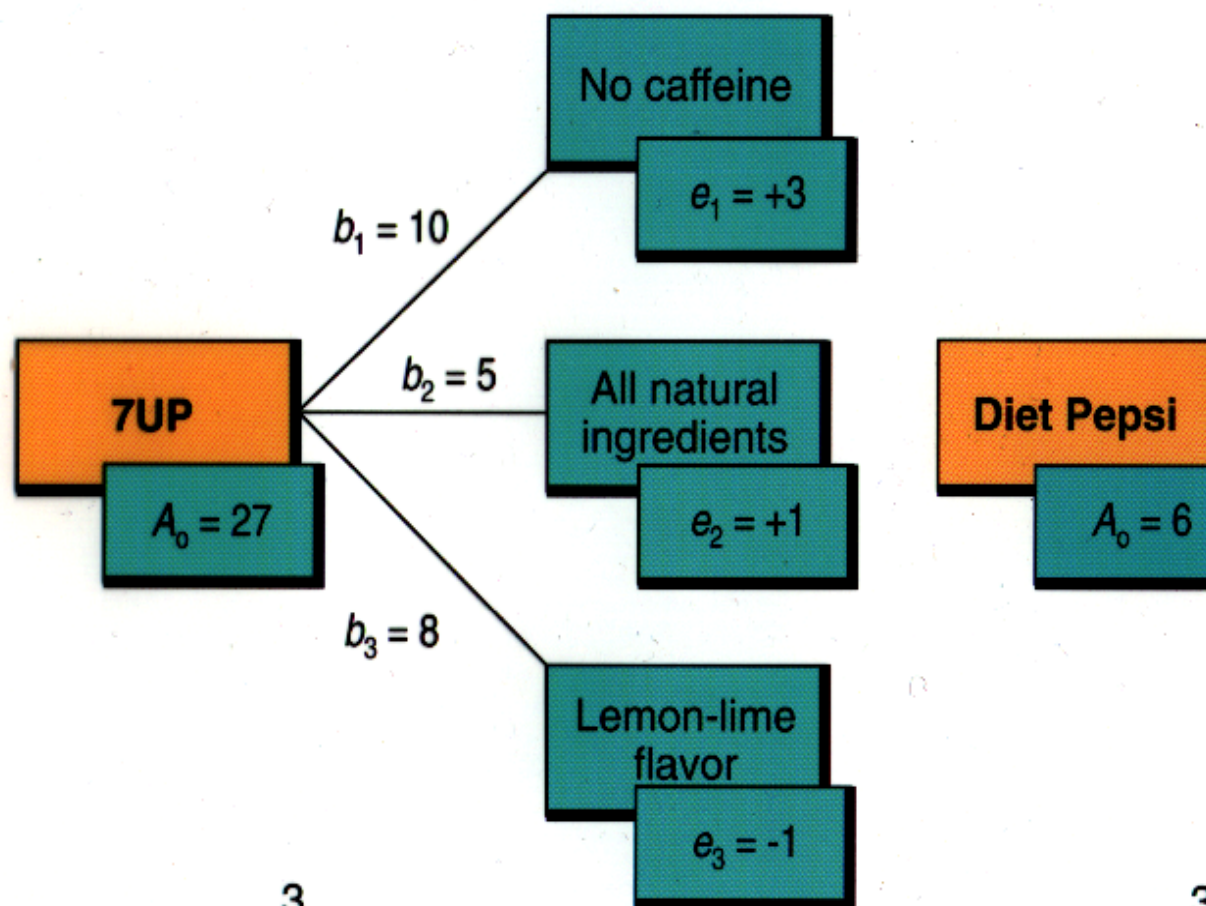 No caffeine
e₁ = +3
b₁ = 10
7UP
Aₒ = 27
b₂ = 5
All natural
ingredients
e₂ = +1
b₃ = 8
Lemon-lime
flavor
e₃ = -1
3
Diet Pepsi
Aₒ = 6
3